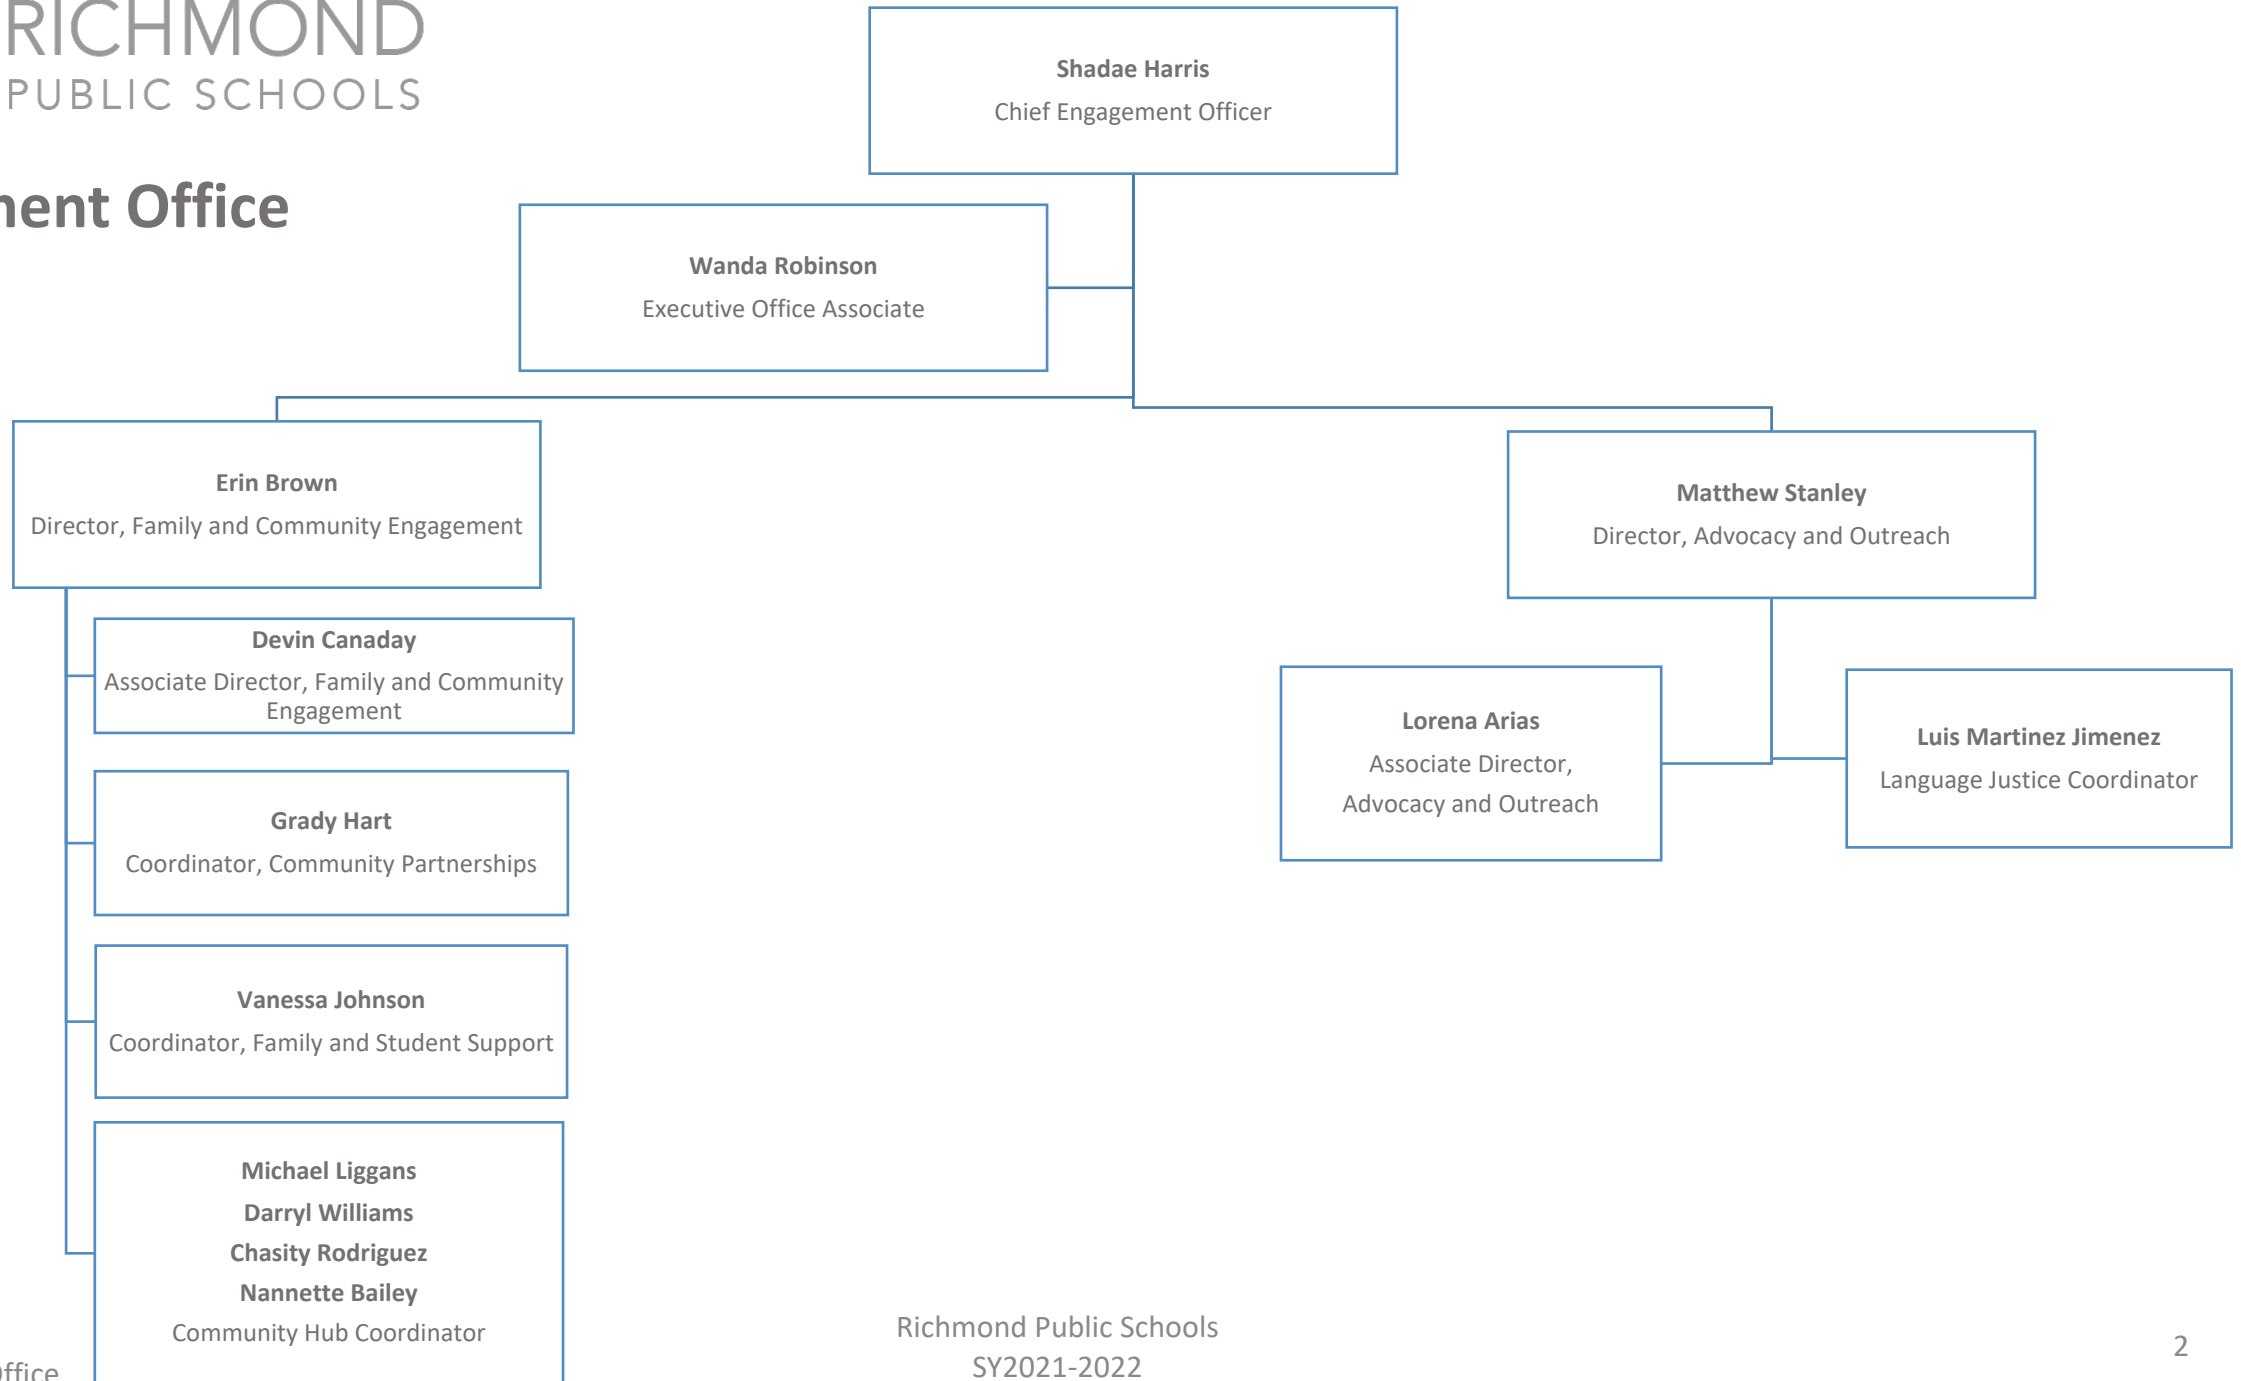 RICHMOND
PUBLIC SCHOOLS
Shadae Harris
Chief Engagement Officer
ment Office
Wanda Robinson
Executive Office Associate
Erin Brown
Director, Family and Community Engagement
Matthew Stanley
Director, Advocacy and Outreach
Devin Canaday
Associate Director, Family and Community
Engagement
Grady Hart
Coordinator, Community Partnerships
Vanessa Johnson
Coordinator, Family and Student Support
Michael Liggans
Darryl Williams
Chasity Rodriguez
Nannette Bailey
Community Hub Coordinator
Lorena Arias
Associate Director,
Advocacy and Outreach
Luis Martinez Jimenez
Language Justice Coordinator
Office
Richmond Public Schools
SY2021-2022
2